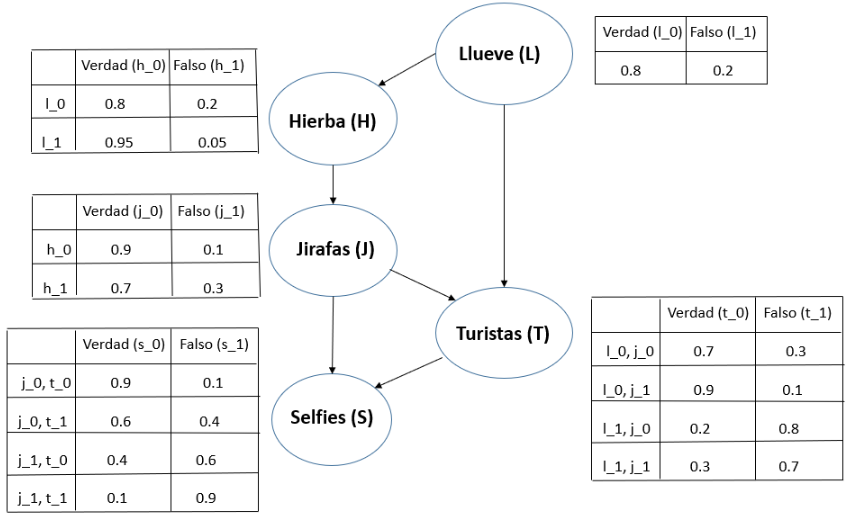 Llueve (L)
Verdad (l_0) Falso (l_1)
0.8 0.2
Verdad (h_0) Falso (h_1)
l_0 0.8 0.2
l_1 0.95 0.05
Hierba (H)
Verdad (j_0) Falso (j_1)
h_0 0.9 0.1
h_1 0.7 0.3
Jirafas (J)
Turistas (T)
Verdad (t_0) Falso (t_1)
l_0, j_0 0.7 0.3
l_0, j_1 0.9 0.1
l_1, j_0 0.2 0.8
l_1, j_1 0.3 0.7
Verdad (s_0) Falso (s_1)
j_0, t_0 0.9 0.1
j_0, t_1 0.6 0.4
j_1, t_0 0.4 0.6
j_1, t_1 0.1 0.9
Selfies (S)